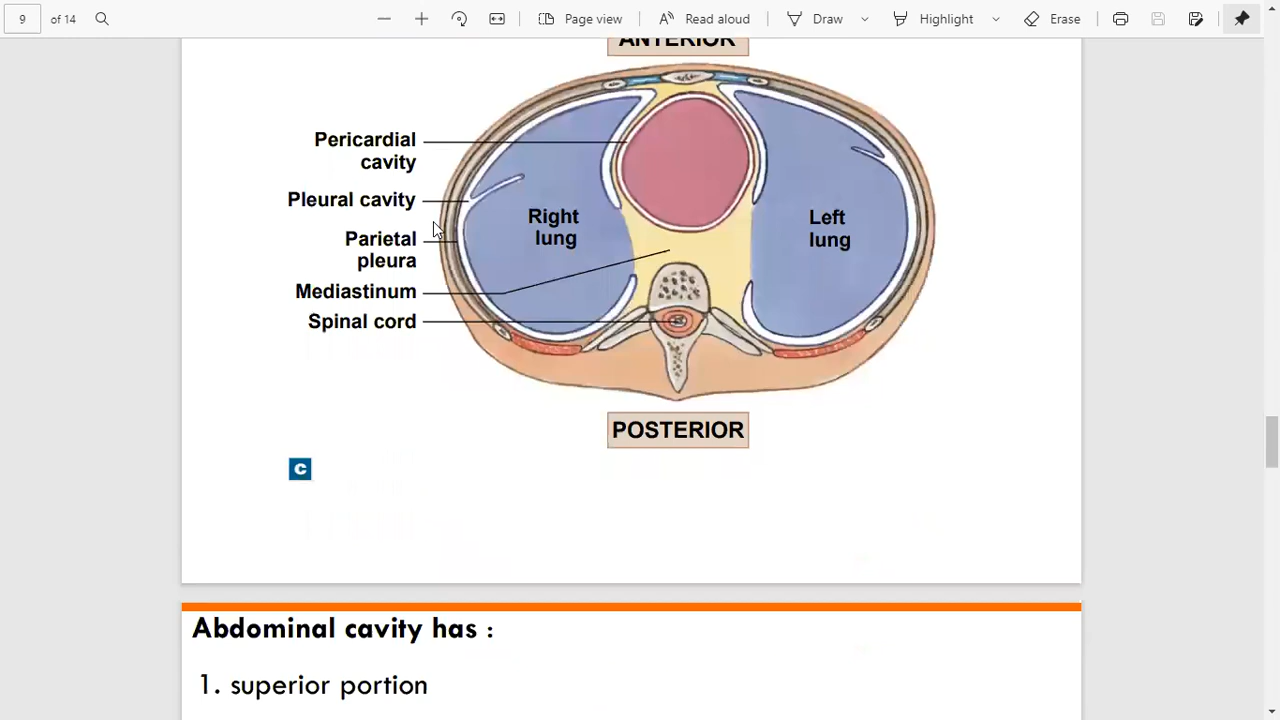 9 of 14 Page view Read aloud Draw Highlight Erase
ANTERIOR
Pericardial
cavity
Pleural cavity
Parietal
pleura
Mediastinum
Spinal cord
Right
lung
Left
lung
POSTERIOR
C
Abdominal cavity has :
1. superior portion